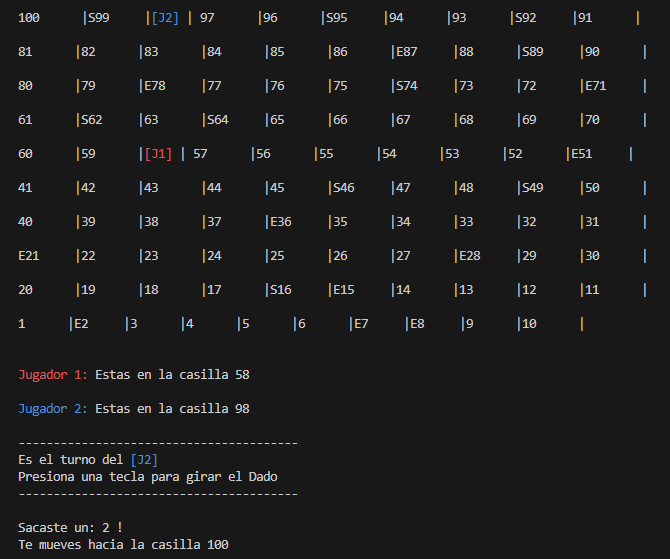 100 |S99 |[J2] | 97 |96 |S95 |94 |93 |S92 |91 |
81 |82 |83 |84 |84 |85 |86 |E87 |88 |S89 |90 |
80 |79 |E78 |77 |76 |75 |S74 |73 |72 |E71 |
61 |S62 |63 |S64 |65 |66 |67 |68 |69 |70 |
60 |59 |[J1] | 57 |56 |55 |54 |53 |52 |E51 |
41 |42 |43 |44 |45 |S46 |47 |48 |S49 |50 |
40 |39 |38 |37 |E36 |35 |34 |33 |32 |31 |
E21 |22 |23 |24 |25 |26 |27 |E28 |29 |30 |
20 |19 |18 |17 |S16 |E15 |14 |13 |12 |11 |
1 |E2 |3 |4 |5 |6 |E7 |E8 |9 |10 |
Jugador 1: Estas en la casilla 58
Jugador 2: Estas en la casilla 98
----------------------------------------
Es el turno del [J2]
Presiona una tecla para girar el Dado
----------------------------------------
Sacaste un: 2 !
Te mueves hacia la casilla 100